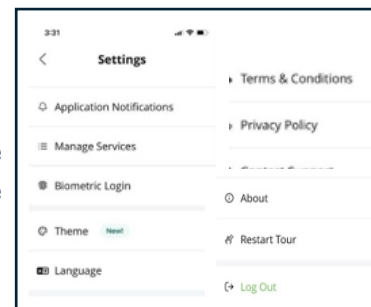 3:31
Settings
Application Notifications
Manage Services
Biometric Login
Theme New!
Language
Terms & Conditions
Privacy Policy
About
Restart Tour
Log Out